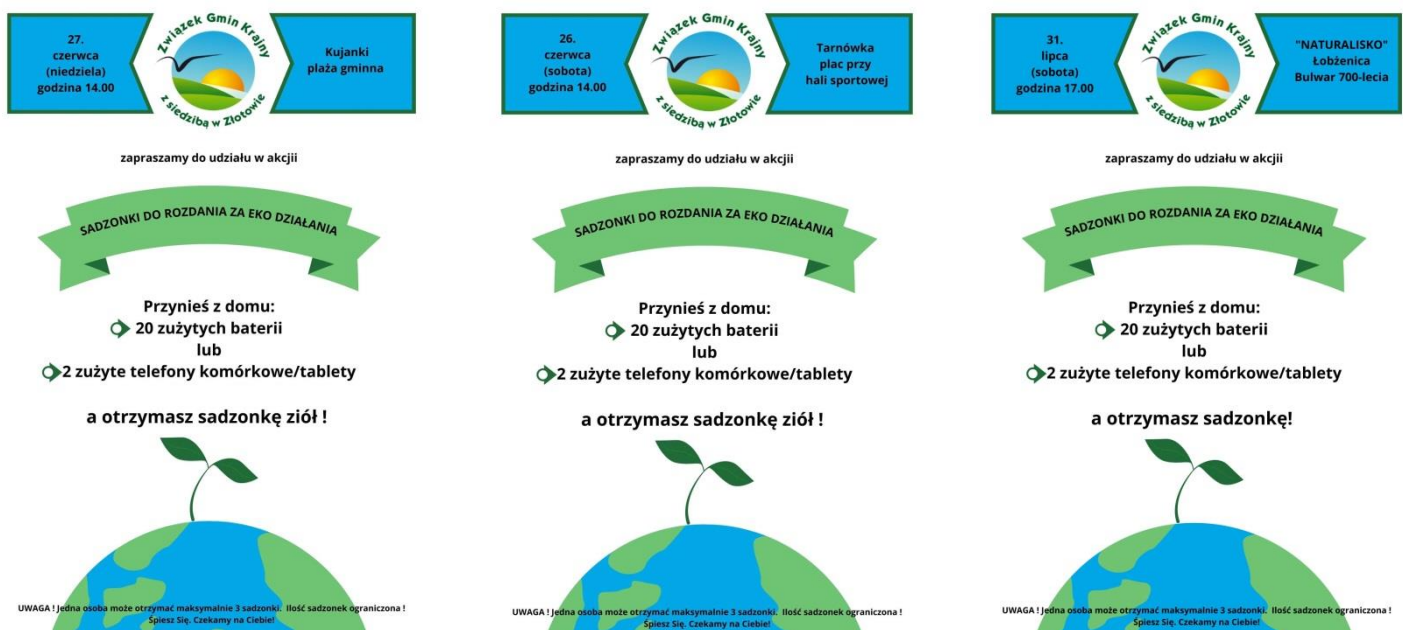 27.
czerwca
(niedziela)
godzina 14.00
Związek Gmin Krajny
z siedzibą w Złotowie
Kujanki
plaża gminna
zapraszamy do udziału w akcjii
SADZONKI DO ROZDANIA ZA EKO DZIAŁANIA
Przynieś z domu:
20 zużytych baterii
lub
2 zużyte telefony komórkowe/tablety
a otrzymasz sadzonkę ziół !
UWAGA ! Jedna osoba może otrzymać maksymalnie 3 sadzonki. Ilość sadzonek ograniczona !
Śpiesz Się. Czekamy na Ciebie!
26.
czerwca
(sobota)
godzina 14.00
Związek Gmin Krajny
z siedzibą w Złotowie
Tarnówka
plac przy
hali sportowej
zapraszamy do udziału w akcjii
SADZONKI DO ROZDANIA ZA EKO DZIAŁANIA
Przynieś z domu:
20 zużytych baterii
lub
2 zużyte telefony komórkowe/tablety
a otrzymasz sadzonkę ziół !
UWAGA ! Jedna osoba może otrzymać maksymalnie 3 sadzonki. Ilość sadzonek ograniczona !
Śpiesz Się. Czekamy na Ciebie!
31.
lipca
(sobota)
godzina 17.00
Związek Gmin Krajny
z siedzibą w Złotowie
"NATURALISKO"
Łobżenica
Bulwar 700-lecia
zapraszamy do udziału w akcjii
SADZONKI DO ROZDANIA ZA EKO DZIAŁANIA
Przynieś z domu:
20 zużytych baterii
lub
2 zużyte telefony komórkowe/tablety
a otrzymasz sadzonkę!
UWAGA ! Jedna osoba może otrzymać maksymalnie 3 sadzonki. Ilość sadzonek ograniczona !
Śpiesz Się. Czekamy na Ciebie!